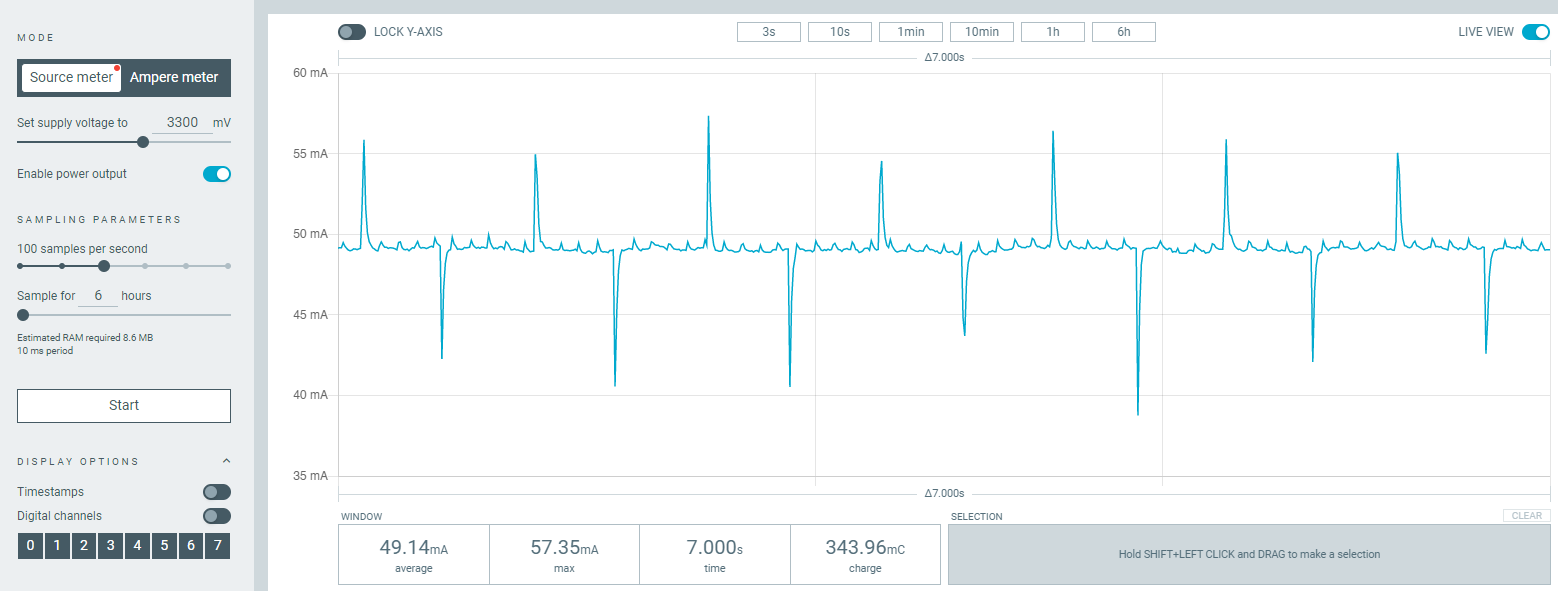 MODE
Source meter Ampere meter
Set supply voltage to 3300 mV
Enable power output
SAMPLING PARAMETERS
100 samples per second
Sample for 6 hours
Estimated RAM required 8.6 MB
10 ms period
Start
DISPLAY OPTIONS
Timestamps
Digital channels
0 1 2 3 4 5 6 7
LOCK Y-AXIS 3s 10s 1min 10min 1h 6h LIVE VIEW
Δ7.000s
60 mA
55 mA
50 mA
45 mA
40 mA
35 mA
Δ7.000s
WINDOW
49.14mA 57.35mA 7.000s 343.96mC
average max time charge
SELECTION CLEAR
Hold SHIFT+LEFT CLICK and DRAG to make a selection